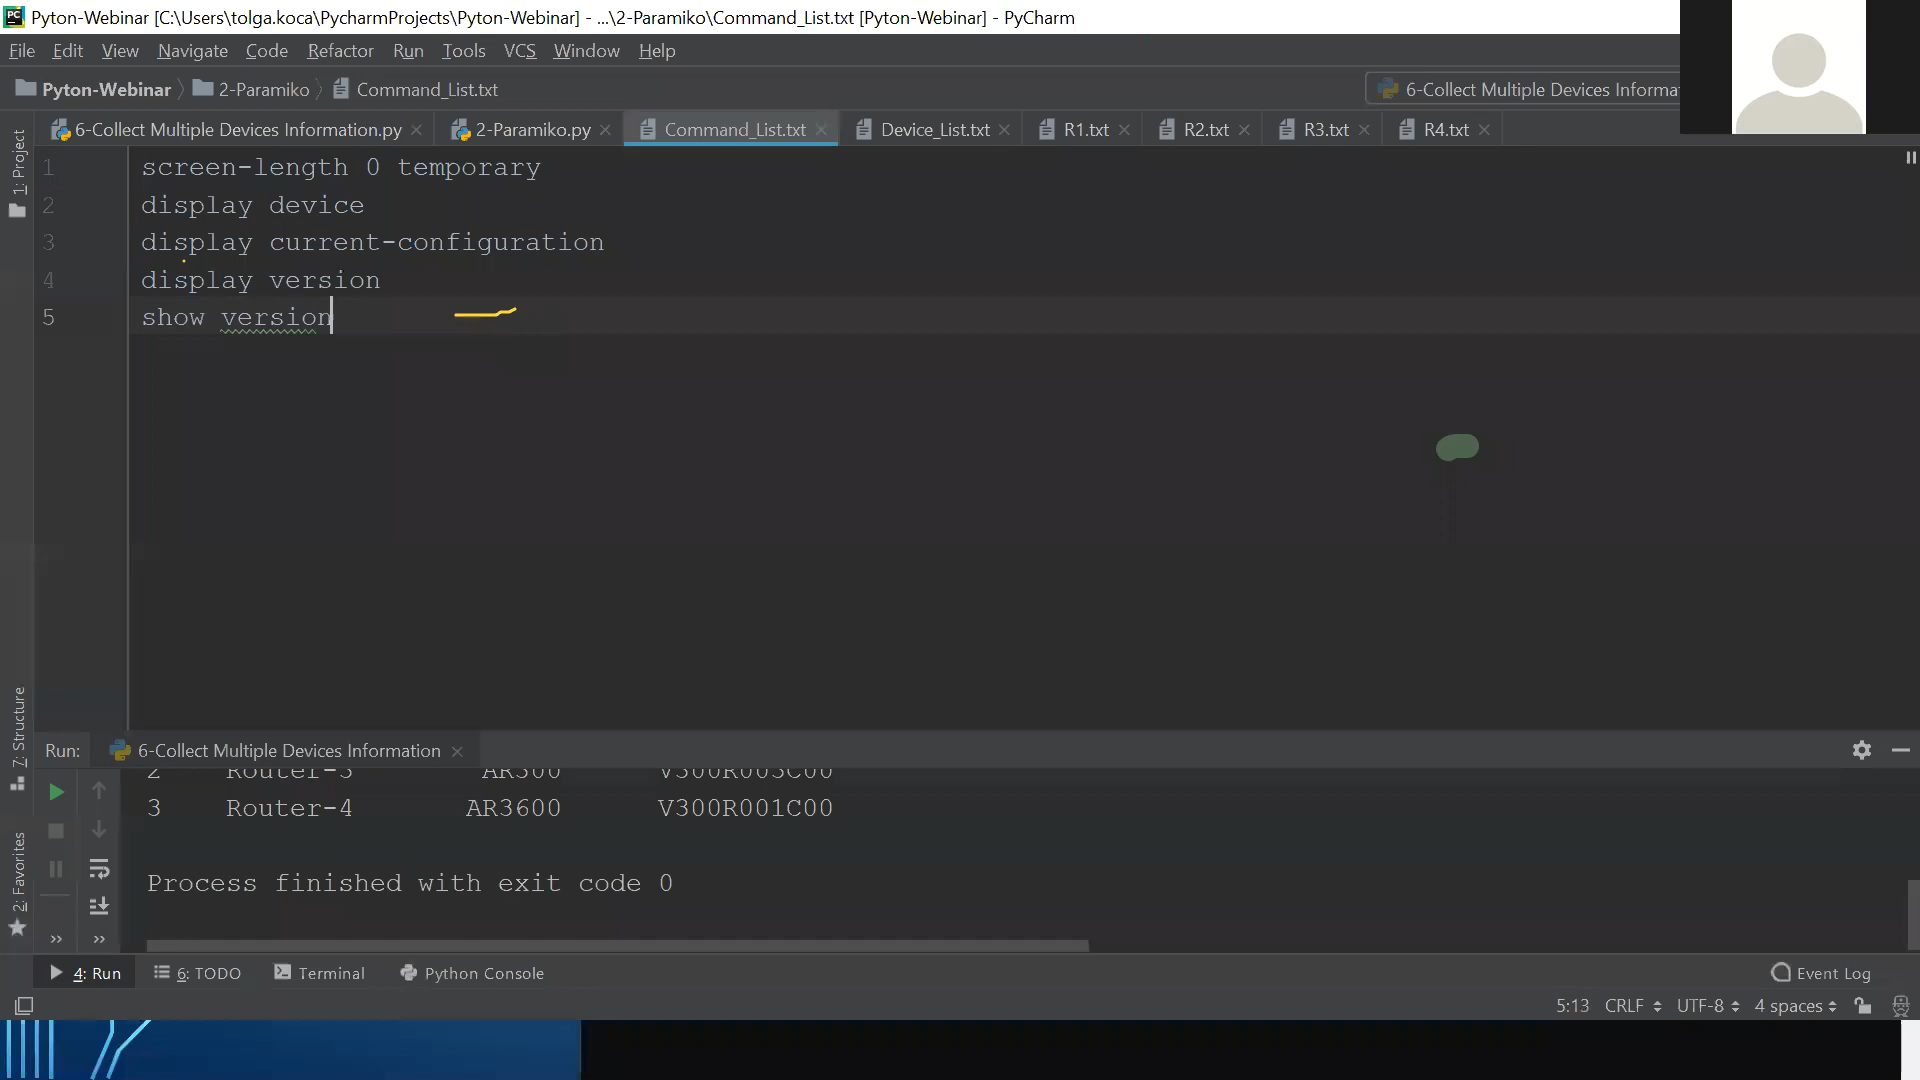 Pyton-Webinar [C:\Users\tolga.koca\PycharmProjects\Pyton-Webinar] - ...\2-Paramiko\Command_List.txt [Pyton-Webinar] - PyCharm
File Edit View Navigate Code Refactor Run Tools VCS Window Help
Pyton-Webinar 2-Paramiko Command_List.txt 6-Collect Multiple Devices Informa
6-Collect Multiple Devices Information.py 2-Paramiko.py Command_List.txt Device_List.txt R1.txt R2.txt R3.txt R4.txt
1: Project
1 screen-length 0 temporary
2 display device
3 display current-configuration
4 display version
5 show version
7: Structure
2: Favorites
Run: 6-Collect Multiple Devices Information
2 Router-3 AR300 V300R003C00
3 Router-4 AR3600 V300R001C00
Process finished with exit code 0
4: Run 6: TODO Terminal Python Console Event Log
5:13 CRLF UTF-8 4 spaces